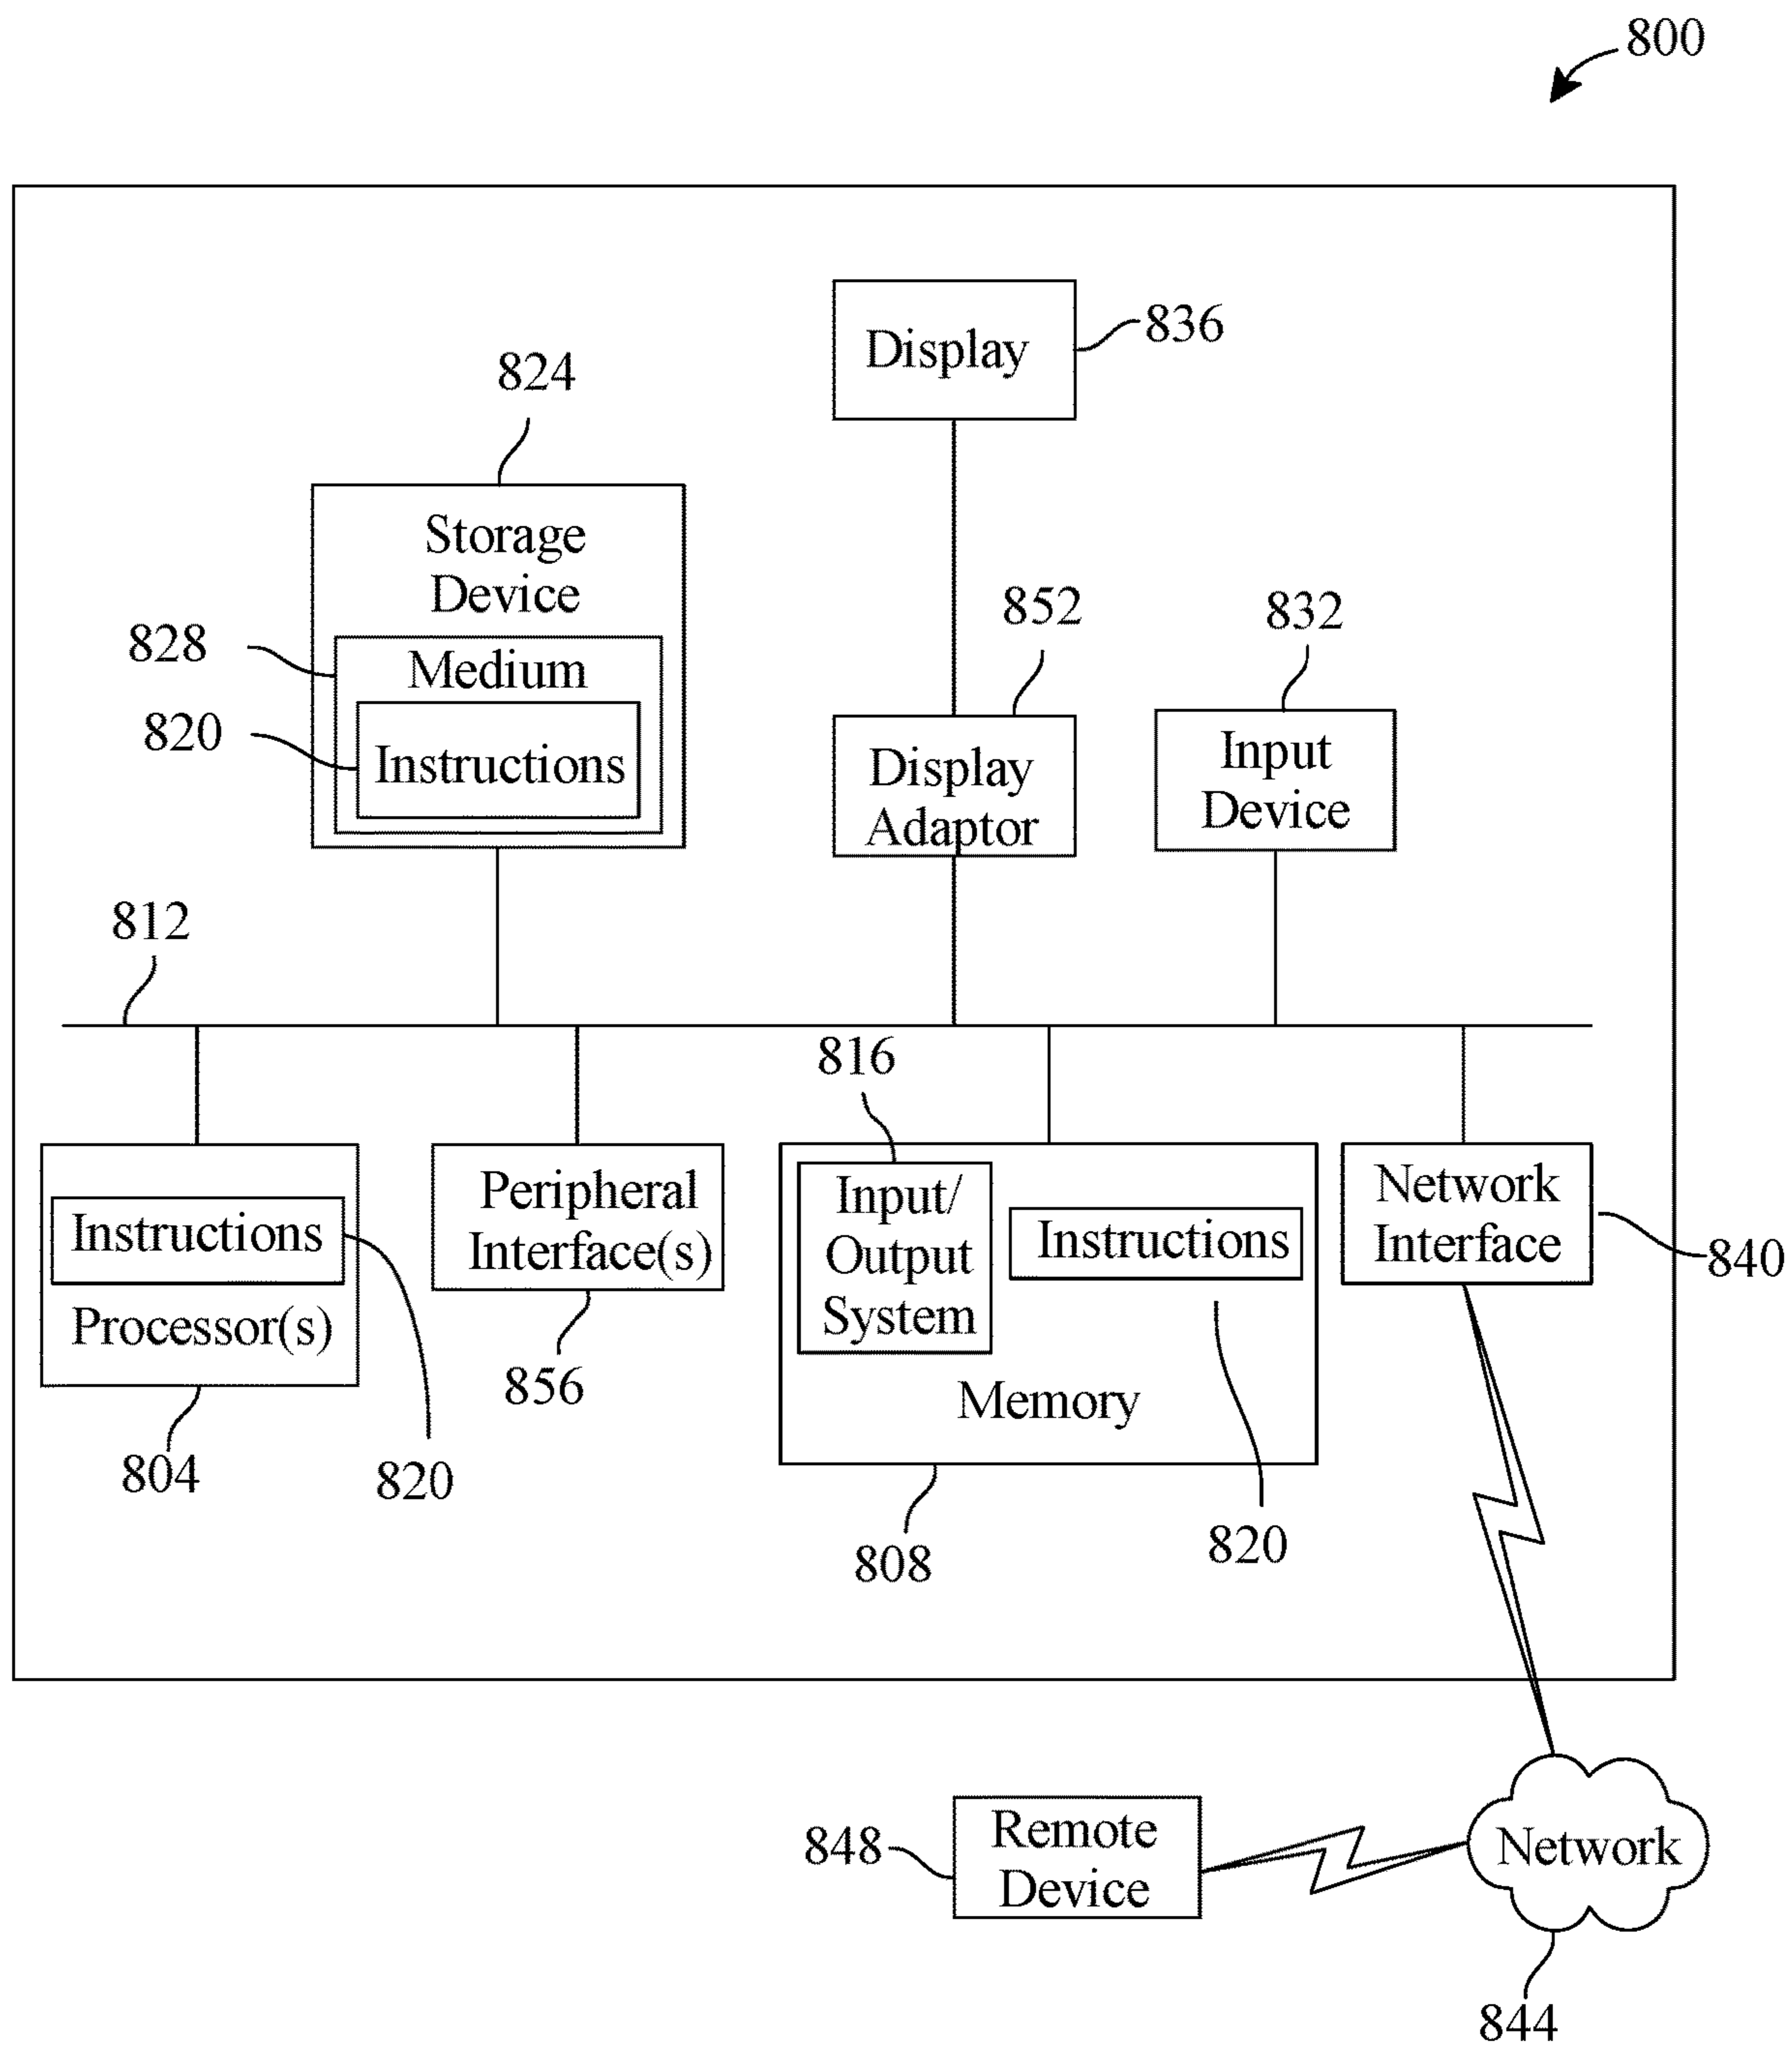 800
Display
836
824
Storage
Device
828
Medium
820
Instructions
852
Display
Adaptor
832
Input
Device
812
816
Instructions
Processor(s)
804
820
Peripheral
Interface(s)
856
Input/
Output
System
Instructions
Memory
808
820
Network
Interface
840
848
Remote
Device
Network
844